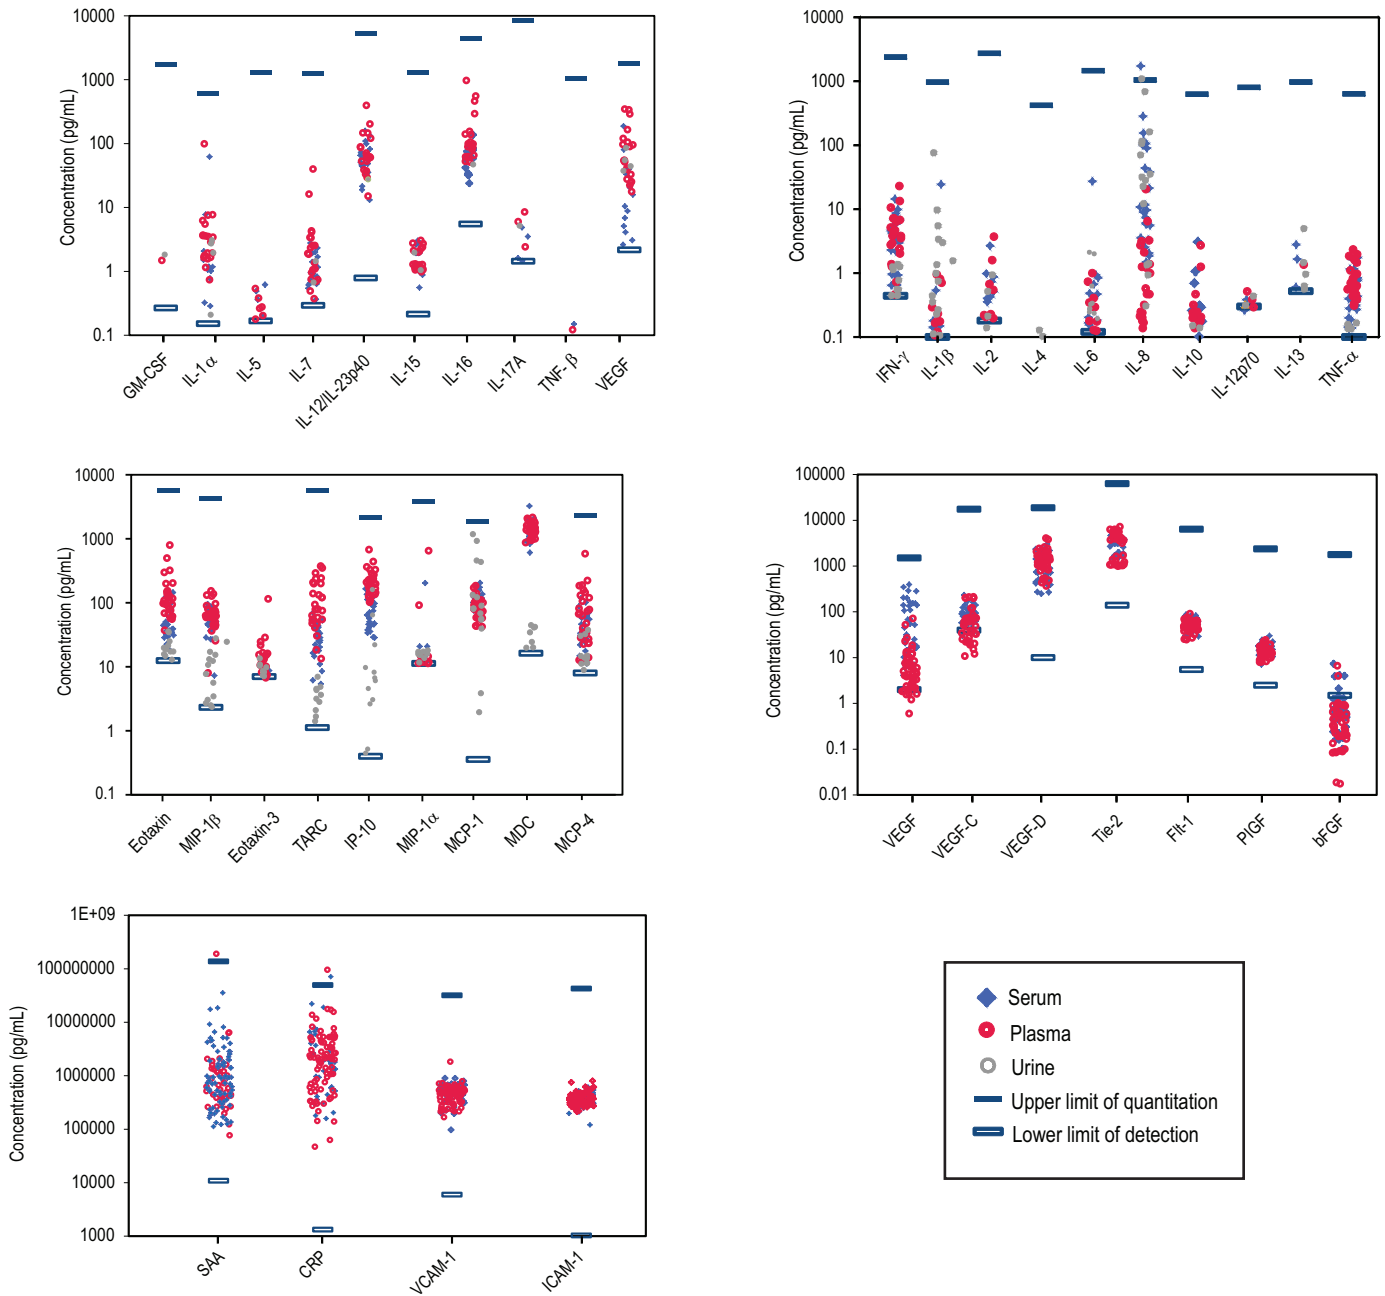 10000
1000
100
10
1
0.1
Concentration (pg/mL)
GM-CSF
IL-1α
IL-5
IL-7
IL-12/IL-23p40
IL-15
IL-16
IL-17A
TNF-β
VEGF
10000
1000
100
10
1
0.1
Concentration (pg/mL)
IFN-γ
IL-1β
IL-2
IL-4
IL-6
IL-8
IL-10
IL-12p70
IL-13
TNF-α
10000
1000
100
10
1
0.1
Concentration (pg/mL)
Eotaxin
MIP-1β
Eotaxin-3
TARC
IP-10
MIP-1α
MCP-1
MDC
MCP-4
100000
10000
1000
100
10
1
0.1
0.01
Concentration (pg/mL)
VEGF
VEGF-C
VEGF-D
Tie-2
Flt-1
PlGF
bFGF
1E+09
100000000
10000000
1000000
100000
10000
1000
Concentration (pg/mL)
SAA
CRP
VCAM-1
ICAM-1
Serum
Plasma
Urine
Upper limit of quantitation
Lower limit of detection